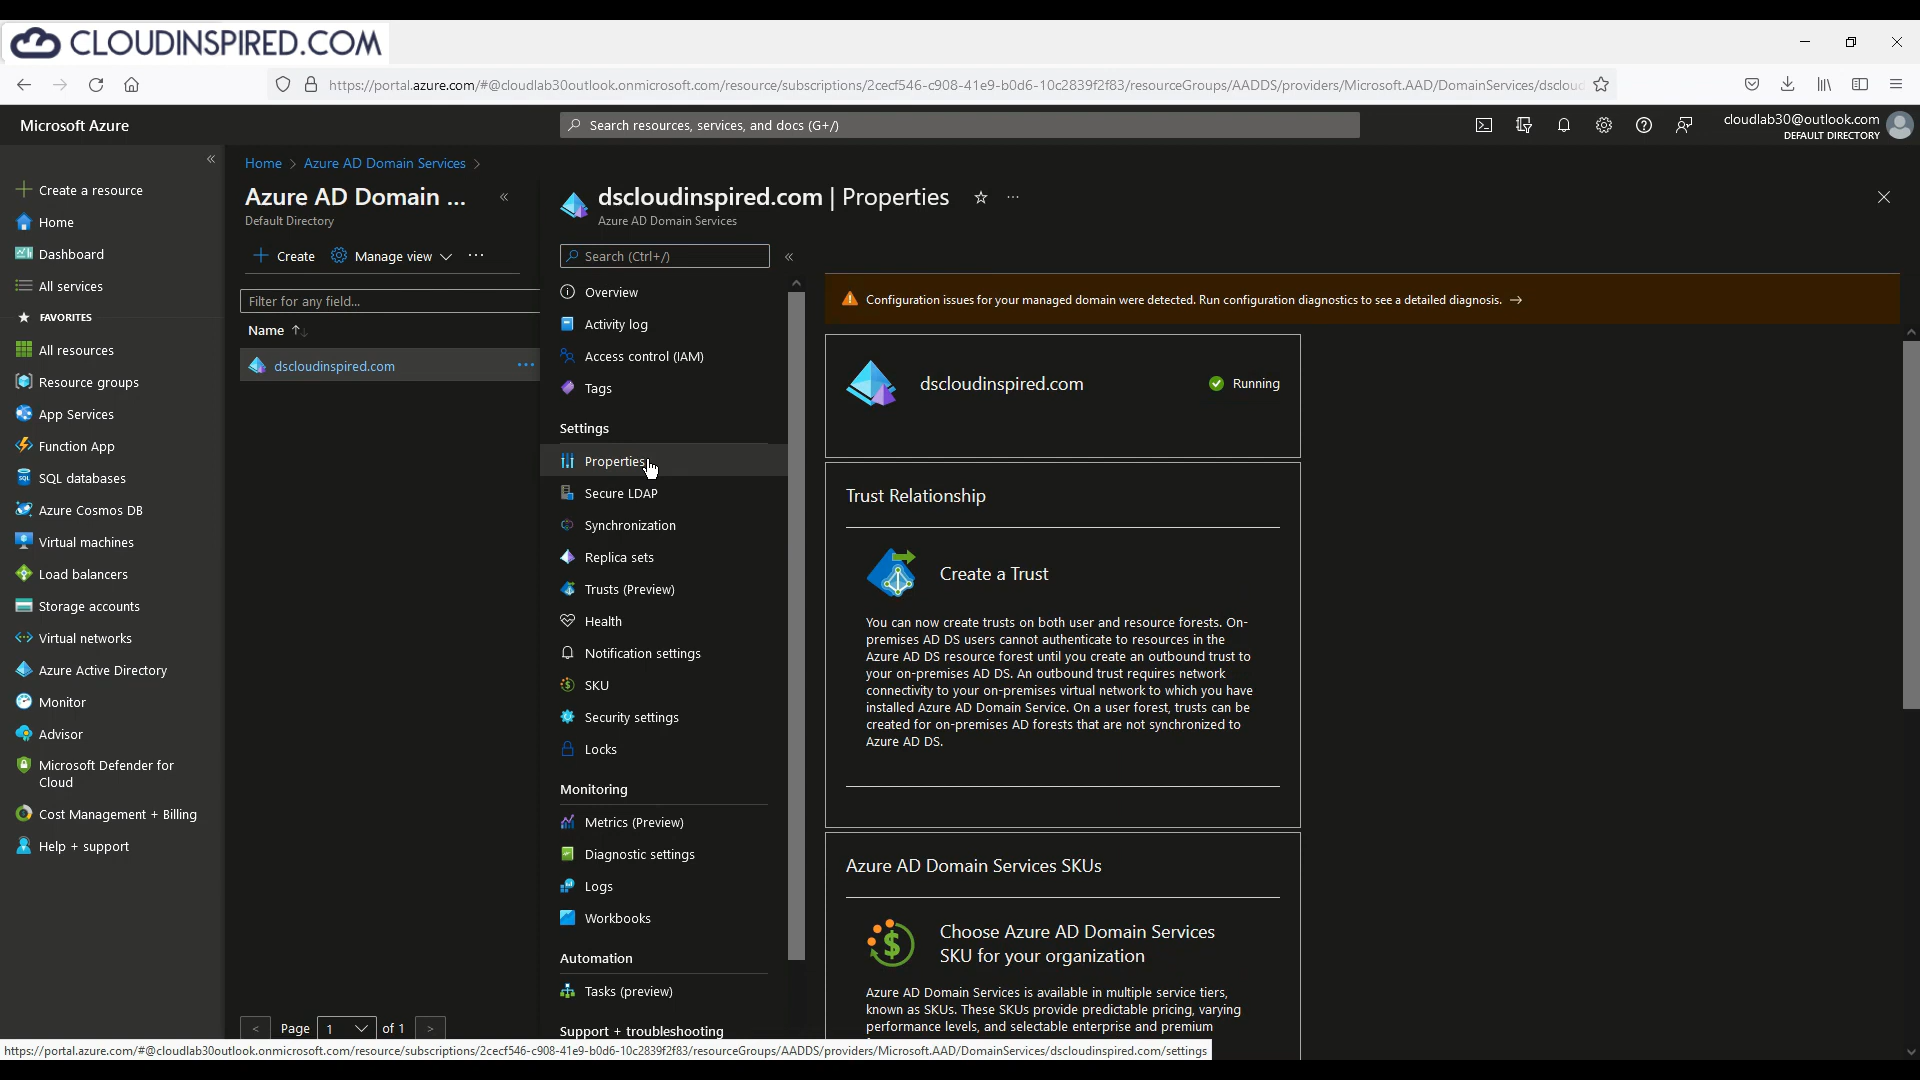 CLOUDINSPIRED.COM
https://portal.azure.com/#@cloudlab30outlook.onmicrosoft.com/resource/subscriptions/2cecf546-c908-41e9-b0d6-10c2839f2f83/resourceGroups/AADDS/providers/Microsoft.AAD/DomainServices/dsclou
Microsoft Azure
Search resources, services, and docs (G+/)
cloudlab30@outlook.com
DEFAULT DIRECTORY
Create a resource
Home
Dashboard
All services
FAVORITES
All resources
Resource groups
App Services
Function App
SQL databases
Azure Cosmos DB
Virtual machines
Load balancers
Storage accounts
Virtual networks
Azure Active Directory
Monitor
Advisor
Microsoft Defender for
Cloud
Cost Management + Billing
Help + support
Home > Azure AD Domain Services >
Azure AD Domain ...
Default Directory
Create
Manage view
Filter for any field...
Name
dscloudinspired.com
Page 1 of 1
dscloudinspired.com | Properties
Azure AD Domain Services
Search (Ctrl+/)
Overview
Activity log
Access control (IAM)
Tags
Settings
Properties
Secure LDAP
Synchronization
Replica sets
Trusts (Preview)
Health
Notification settings
SKU
Security settings
Locks
Monitoring
Metrics (Preview)
Diagnostic settings
Logs
Workbooks
Automation
Tasks (preview)
Support + troubleshooting
Configuration issues for your managed domain were detected. Run configuration diagnostics to see a detailed diagnosis. →
dscloudinspired.com
Running
Trust Relationship
Create a Trust
You can now create trusts on both user and resource forests. On-
premises AD DS users cannot authenticate to resources in the
Azure AD DS resource forest until you create an outbound trust to
your on-premises AD DS. An outbound trust requires network
connectivity to your on-premises virtual network to which you have
installed Azure AD Domain Service. On a user forest, trusts can be
created for on-premises AD forests that are not synchronized to
Azure AD DS.
Azure AD Domain Services SKUs
Choose Azure AD Domain Services
SKU for your organization
Azure AD Domain Services is available in multiple service tiers,
known as SKUs. These SKUs provide predictable pricing, varying
performance levels, and selectable enterprise and premium
https://portal.azure.com/#@cloudlab30outlook.onmicrosoft.com/resource/subscriptions/2cecf546-c908-41e9-b0d6-10c2839f2f83/resourceGroups/AADDS/providers/Microsoft.AAD/DomainServices/dscloudinspired.com/settings